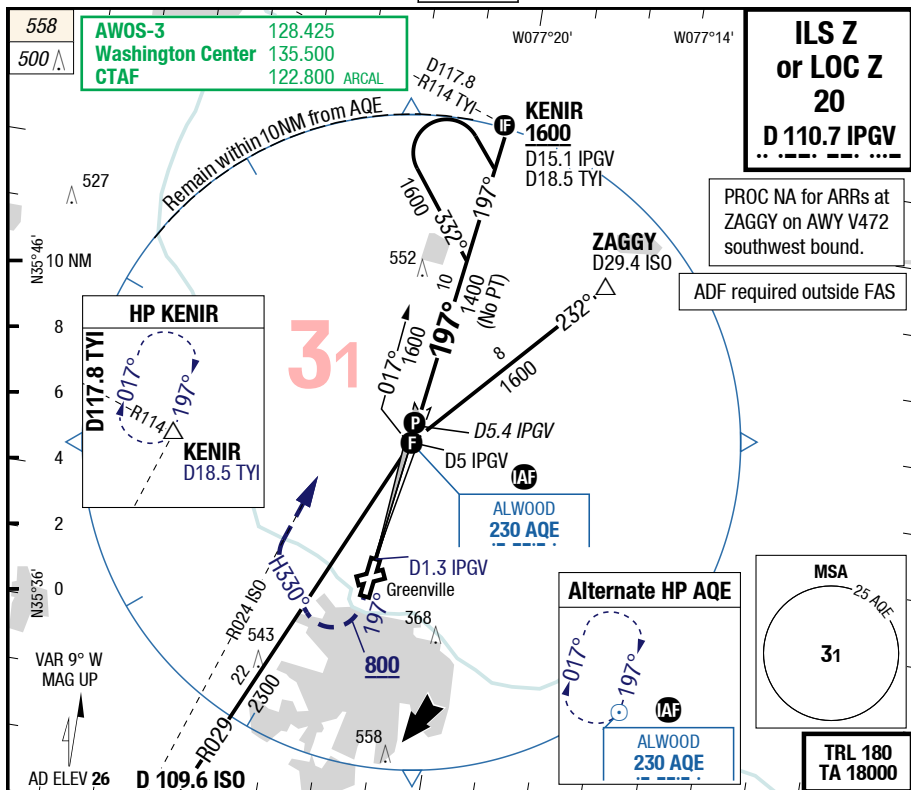 558
500
AWOS-3 128.425
Washington Center 135.500
CTAF 122.800 ARCAL
W077°20'
W077°14'
ILS Z
or LOC Z
20
D 110.7 IPGV
D117.8
R114 TYI
KENIR
1600
D15.1 IPGV
D18.5 TYI
Remain within 10NM from AQE
527
1600
332°
197°
PROC NA for ARRs at
ZAGGY on AWY V472
southwest bound.
ADF required outside FAS
N35°46'
10 NM
552
ZAGGY
D29.4 ISO
232°
10
1400
(No PT)
197°
017°
1600
8
1600
31
HP KENIR
D117.8 TYI
017°
197°
R114
KENIR
D18.5 TYI
8
6
4
2
0
P
D5.4 IPGV
F
D5 IPGV
IF
IAF
ALWOOD
230 AQE
D1.3 IPGV
Greenville
N35°36'
H330°
197°
R024 ISO
368
543
800
22
2300
R029
558
D 109.6 ISO
VAR 9° W
MAG UP
AD ELEV 26
Alternate HP AQE
017°
197°
IAF
ALWOOD
230 AQE
MSA
25 AQE
31
TRL 180
TA 18000